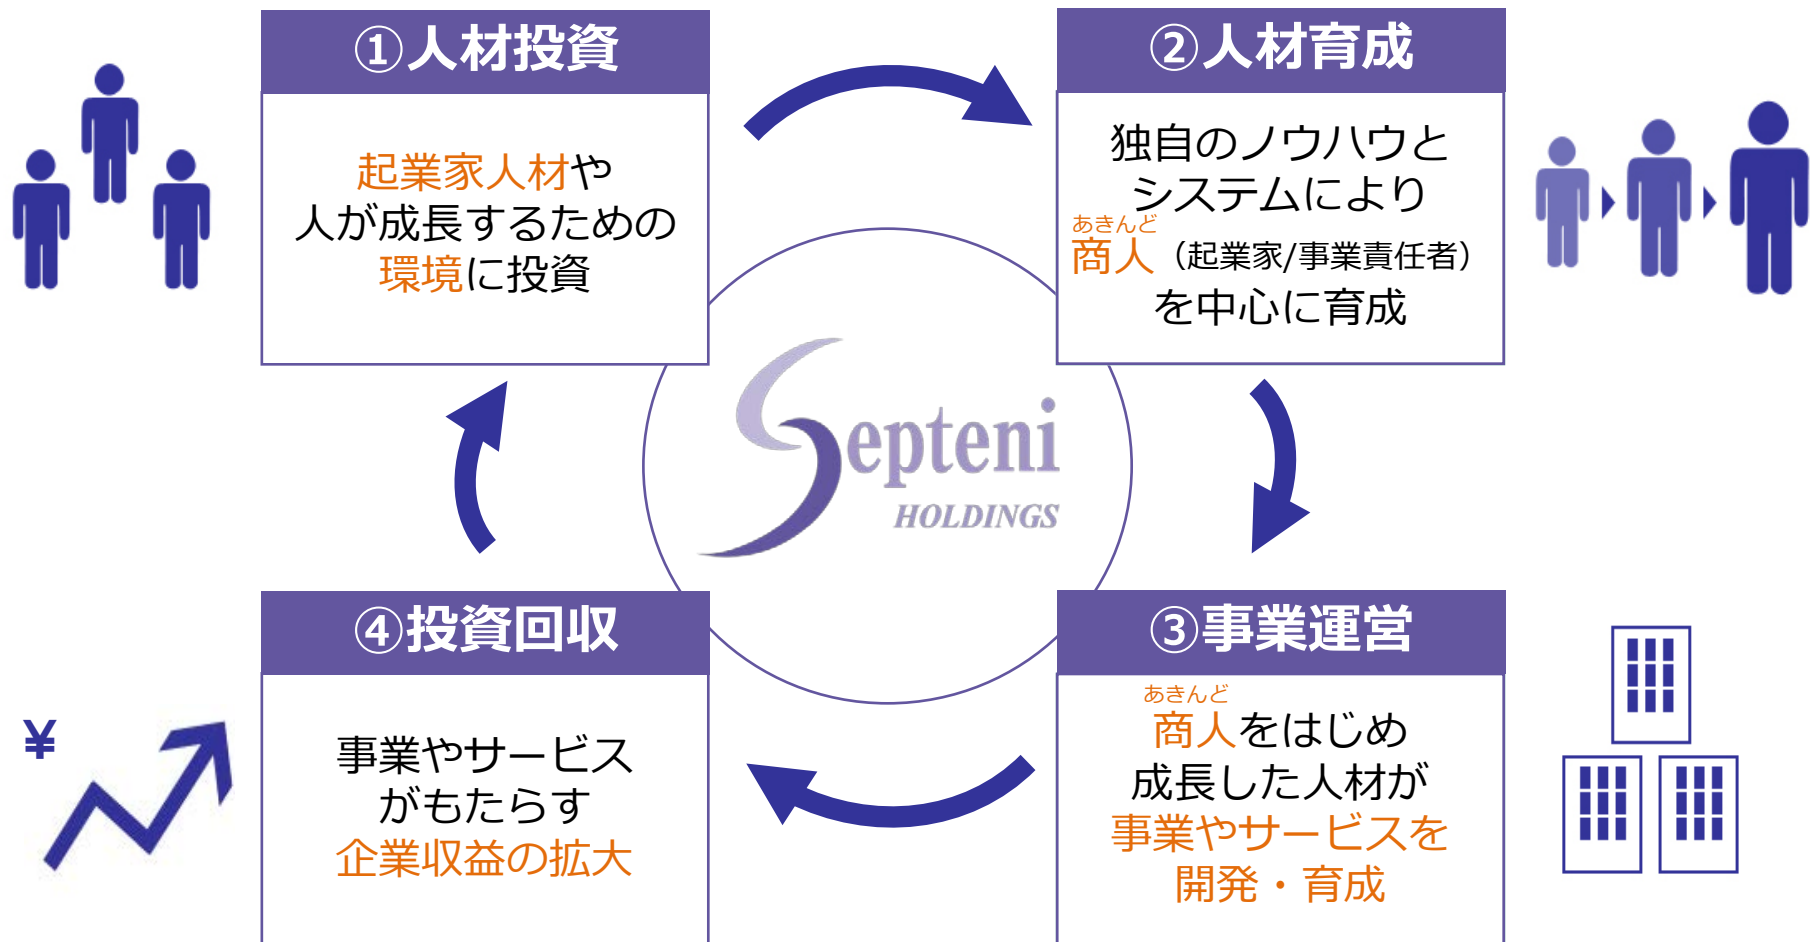 ①人材投資
起業家人材や
人が成長するための
環境に投資
②人材育成
独自のノウハウと
システムにより
あきんど
商人（起業家/事業責任者）
を中心に育成
Septeni
HOLDINGS
③事業運営
あきんど
商人をはじめ
成長した人材が
事業やサービスを
開発・育成
④投資回収
¥
事業やサービス
がもたらす
企業収益の拡大